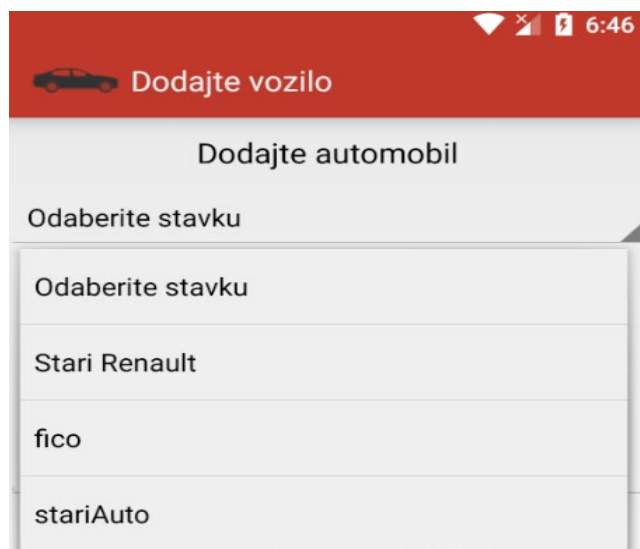 6:46
Dodajte vozilo
Dodajte automobil
Odaberite stavku
Odaberite stavku
Stari Renault
fico
stariAuto